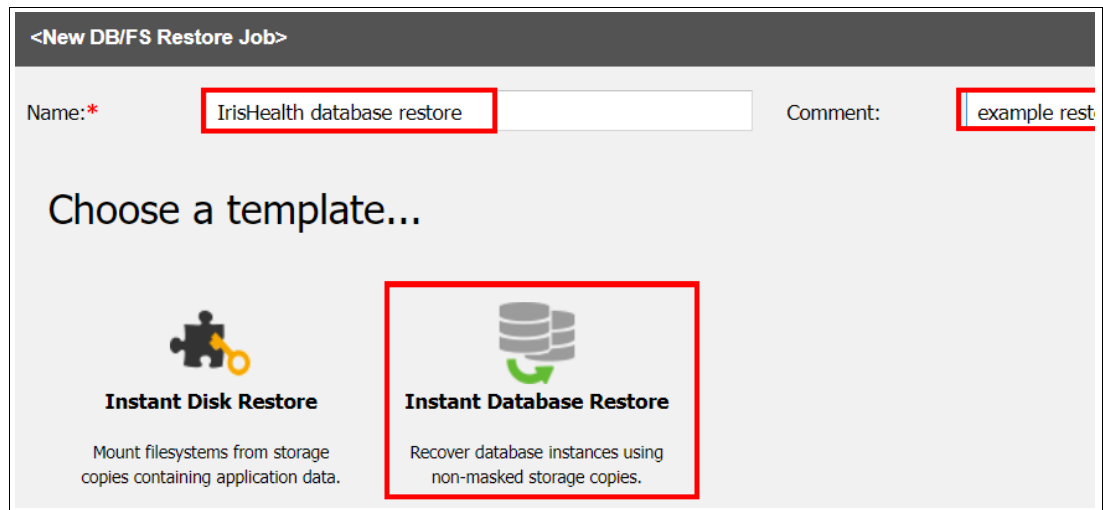 <New DB/FS Restore Job>
Name:* IrisHealth database restore Comment: example rest
Choose a template...
Instant Disk Restore Instant Database Restore
Mount filesystems from storage Recover database instances using
copies containing application data. non-masked storage copies.